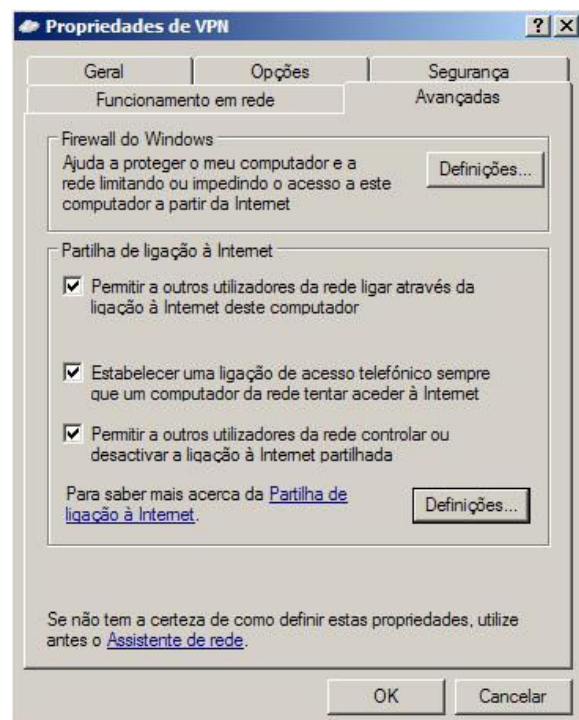 Propriedades de VPN
Geral
Opções
Segurança
Funcionamento em rede
Avançadas
Firewall do Windows
Ajuda a proteger o meu computador e a
rede limitando ou impedindo o acesso a este
computador a partir da Internet
Definições...
Partilha de ligação à Internet
Permitir a outros utilizadores da rede ligar através da
ligação à Internet deste computador
Estabelecer uma ligação de acesso telefónico sempre
que um computador da rede tentar aceder à Internet
Permitir a outros utilizadores da rede controlar ou
desactivar a ligação à Internet partilhada
Para saber mais acerca da Partilha de
ligação à Internet.
Definições...
Se não tem a certeza de como definir estas propriedades, utilize
antes o Assistente de rede.
OK
Cancelar